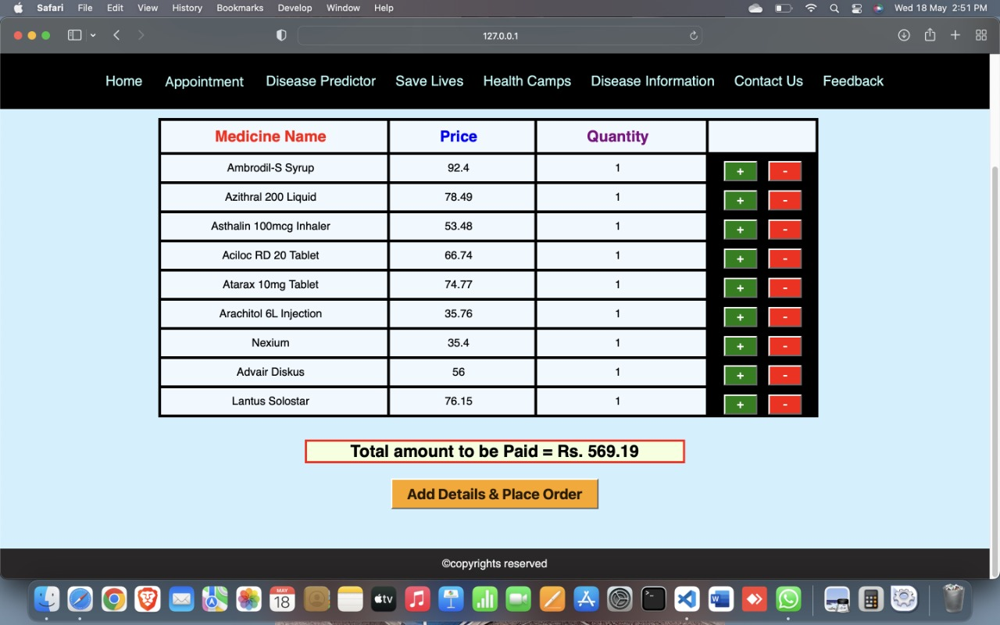 Safari File Edit View History Bookmarks Develop Window Help Wed 18 May 2:51 PM
127.0.0.1
Home Appointment Disease Predictor Save Lives Health Camps Disease Information Contact Us Feedback
Medicine Name Price Quantity
Ambrodil-S Syrup 92.4 1 + -
Azithral 200 Liquid 78.49 1 + -
Asthalin 100mcg Inhaler 53.48 1 + -
Aciloc RD 20 Tablet 66.74 1 + -
Atarax 10mg Tablet 74.77 1 + -
Arachitol 6L Injection 35.76 1 + -
Nexium 35.4 1 + -
Advair Diskus 56 1 + -
Lantus Solostar 76.15 1 + -
Total amount to be Paid = Rs. 569.19
Add Details & Place Order
©copyrights reserved
MAY
18
tv
W